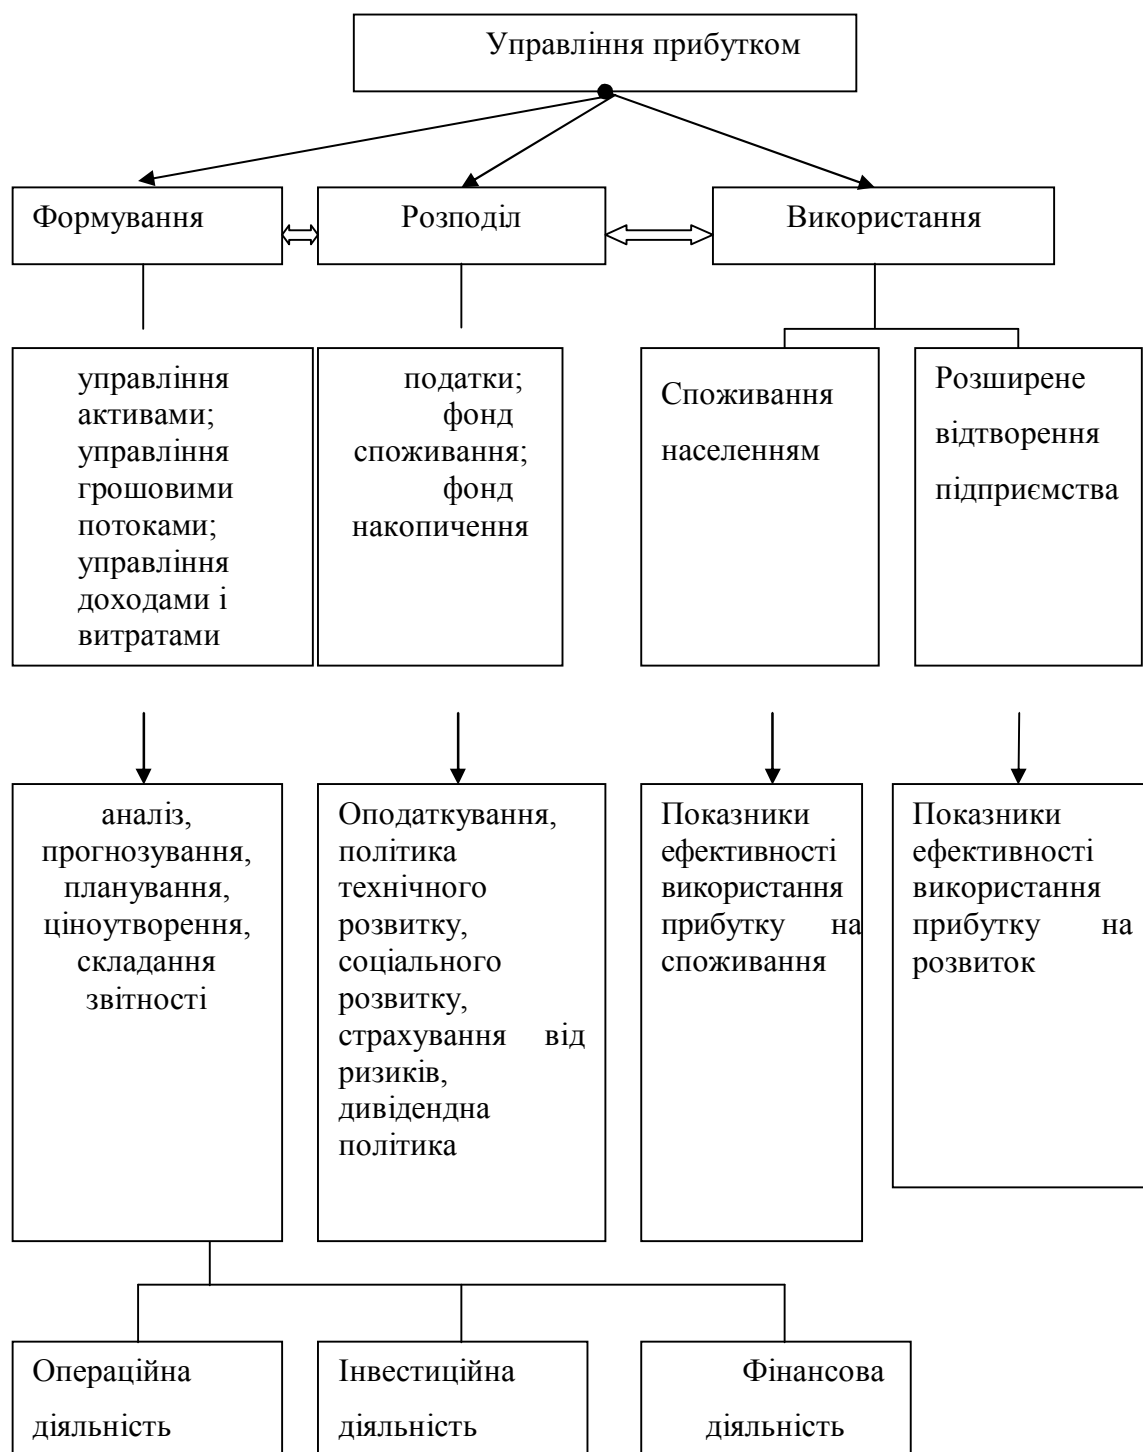 Управління прибутком
Формування
Розподіл
Використання
управління
активами;
управління
грошовими
потоками;
управління
доходами і
витратами
податки;
фонд
споживання;
фонд
накопичення
Споживання
населенням
Розширене
відтворення
підприємства
аналіз,
прогнозування,
планування,
ціноутворення,
складання
звітності
Оподаткування,
політика
технічного
розвитку,
соціального
розвитку,
страхування від
ризиків,
дивідендна
політика
Показники
ефективності
використання
прибутку на
споживання
Показники
ефективності
використання
прибутку на
розвиток
Операційна
діяльність
Інвестиційна
діяльність
Фінансова
діяльність